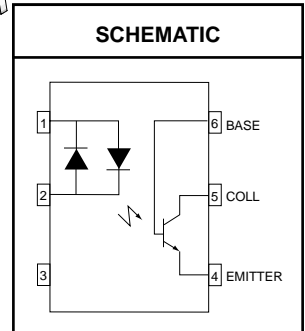 SCHEMATIC
1
6 BASE
2
5 COLL
3
4 EMITTER